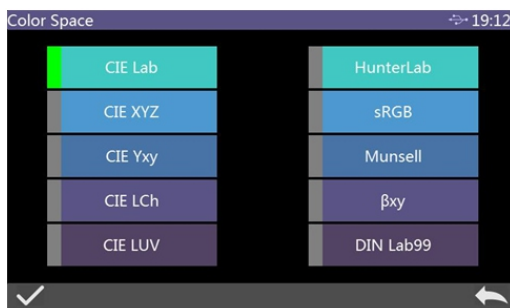 Color Space 19:12
CIE Lab HunterLab
CIE XYZ sRGB
CIE Yxy Munsell
CIE LCh βxy
CIE LUV DIN Lab99